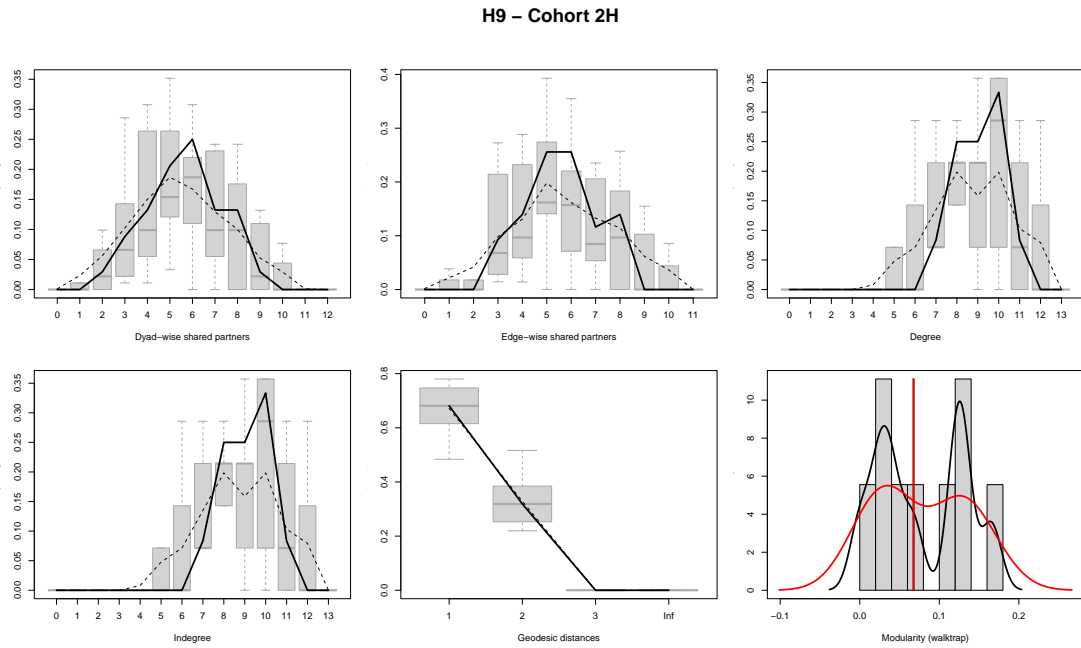 H9 – Cohort 2H
0.00 0.05 0.10 0.15 0.20 0.25 0.30 0.35
0 1 2 3 4 5 6 7 8 9 10 11 12
Dyad−wise shared partners
0.0 0.1 0.2 0.3 0.4
0 1 2 3 4 5 6 7 8 9 10 11
Edge−wise shared partners
0.00 0.05 0.10 0.15 0.20 0.25 0.30 0.35
0 1 2 3 4 5 6 7 8 9 10 11 12 13
Degree
0.00 0.05 0.10 0.15 0.20 0.25 0.30 0.35
0 1 2 3 4 5 6 7 8 9 10 11 12 13
Indegree
0.0 0.2 0.4 0.6 0.8
1 2 3 Inf
Geodesic distances
0 2 4 6 8 10
−0.1 0.0 0.1 0.2
Modularity (walktrap)